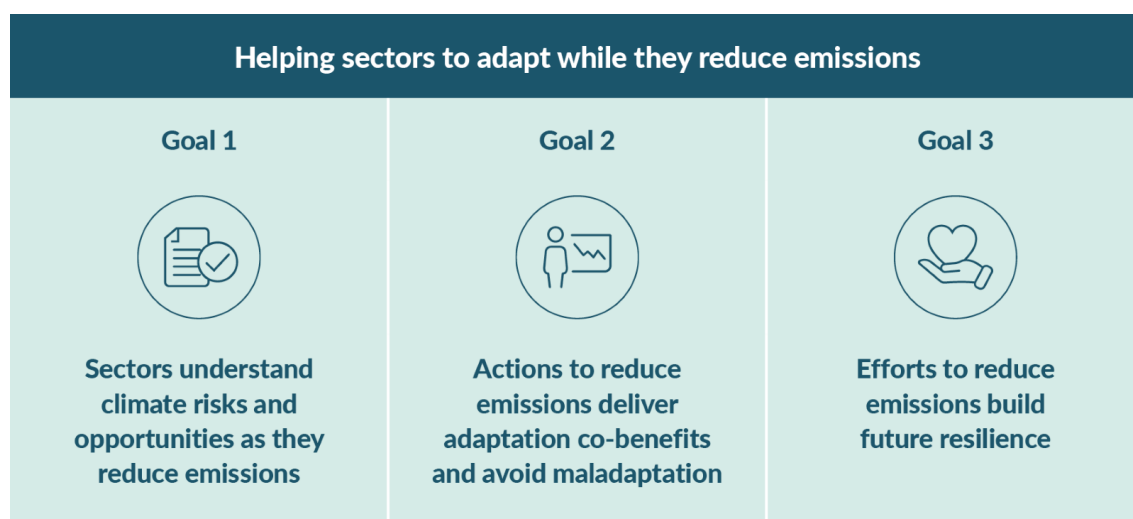 Helping sectors to adapt while they reduce emissions
Goal 1
Sectors understand
climate risks and
opportunities as they
reduce emissions
Goal 2
Actions to reduce
emissions deliver
adaptation co-benefits
and avoid maladaptation
Goal 3
Efforts to reduce
emissions build
future resilience